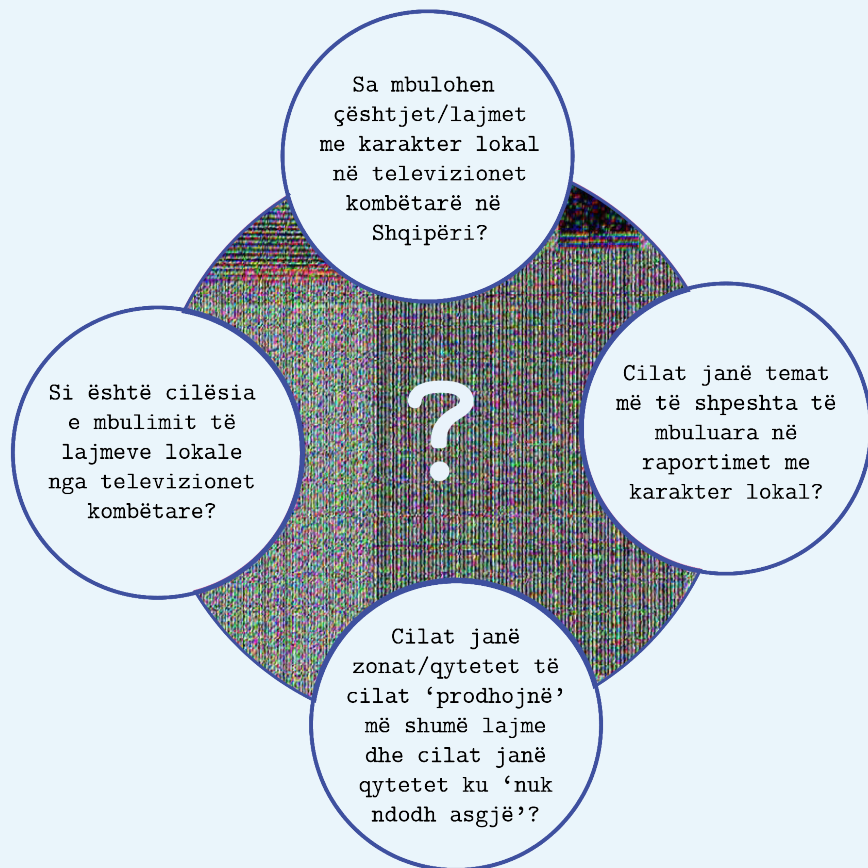 Sa mbulohen
çështjet/lajmet
me karakter lokal
në televizionet
kombëtarë në
Shqipëri?
Si është cilësia
e mbulimit të
lajmeve lokale
nga televizionet
kombëtare?
?
Cilat janë temat
më të shpeshta të
mbuluara në
raportimet me
karakter lokal?
Cilat janë
zonat/qytetet të
cilat ‘prodhojnë’
më shumë lajme
dhe cilat janë
qytetet ku ‘nuk
ndodh asgjë’?